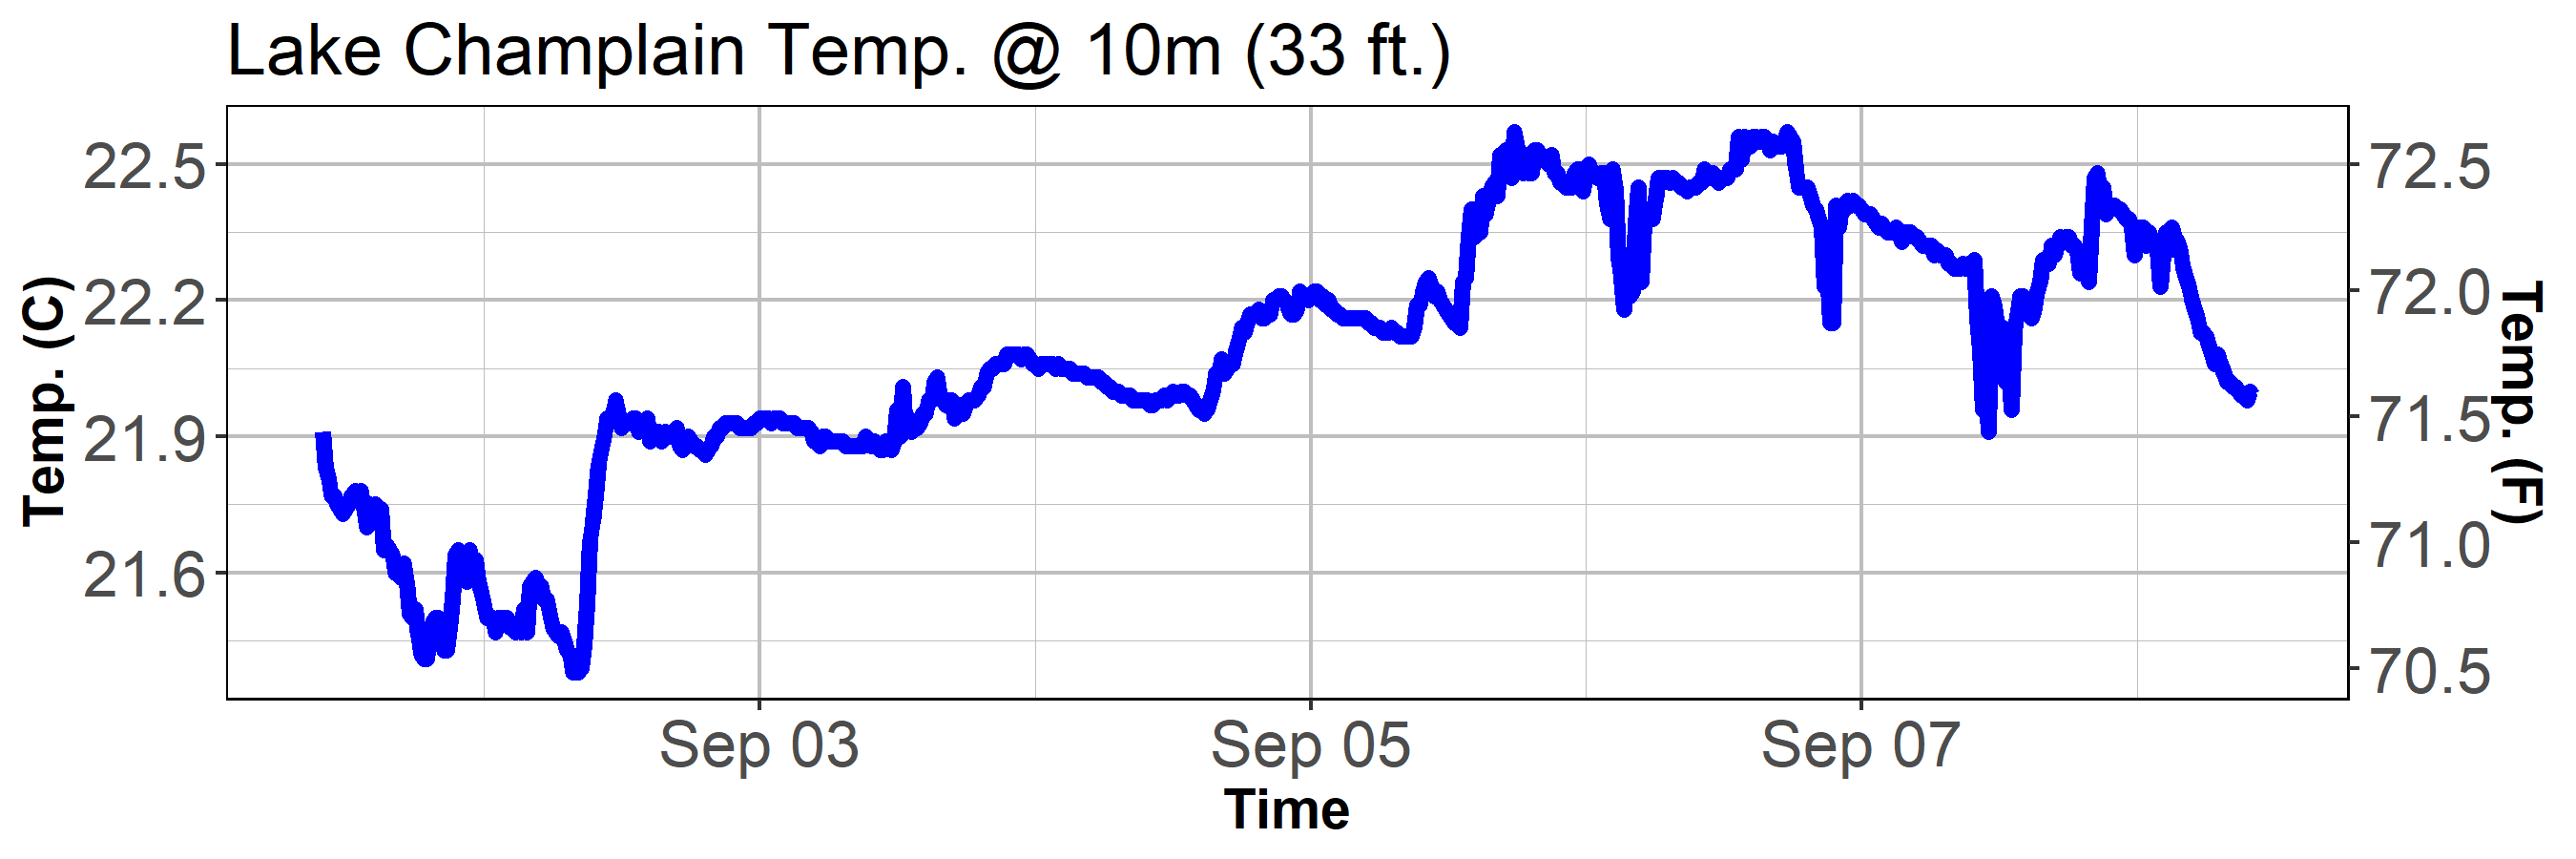 Lake Champlain Temp. @ 10m (33 ft.)
Temp. (C)
22.5
22.2
21.9
21.6
72.5
72.0
71.5
71.0
70.5
Temp. (F)
Sep 03
Sep 05
Sep 07
Time